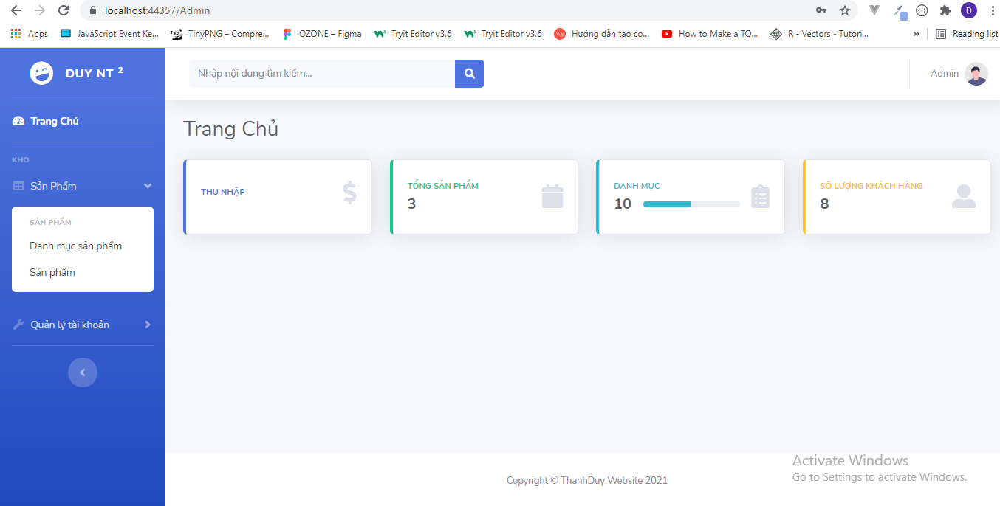 localhost:44357/Admin
D
Apps
JavaScript Event Ke...
TinyPNG – Compre...
OZONE – Figma
Tryit Editor v3.6
Tryit Editor v3.6
Hướng dẫn tạo co...
How to Make a TO...
R - Vectors - Tutori...
»
Reading list
DUY NT 2
Nhập nội dung tìm kiếm...
Admin
Trang Chủ
KHO
Sản Phẩm
SẢN PHẨM
Danh mục sản phẩm
Sản phẩm
Quản lý tài khoản
Trang Chủ
THU NHẬP
$
TỔNG SẢN PHẨM
3
DANH MỤC
10
SỐ LƯỢNG KHÁCH HÀNG
8
Activate Windows
Go to Settings to activate Windows.
Copyright © ThanhDuy Website 2021